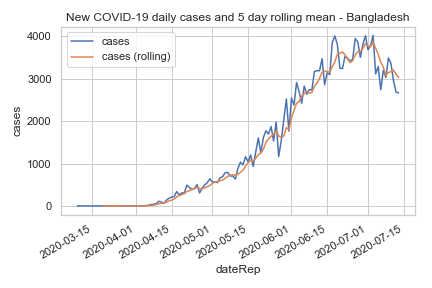 New COVID-19 daily cases and 5 day rolling mean - Bangladesh
cases
cases (rolling)
4000
3000
2000
1000
0
cases
2020-03-15
2020-04-01
2020-04-15
2020-05-01
2020-05-15
2020-06-01
2020-06-15
2020-07-01
2020-07-15
dateRep